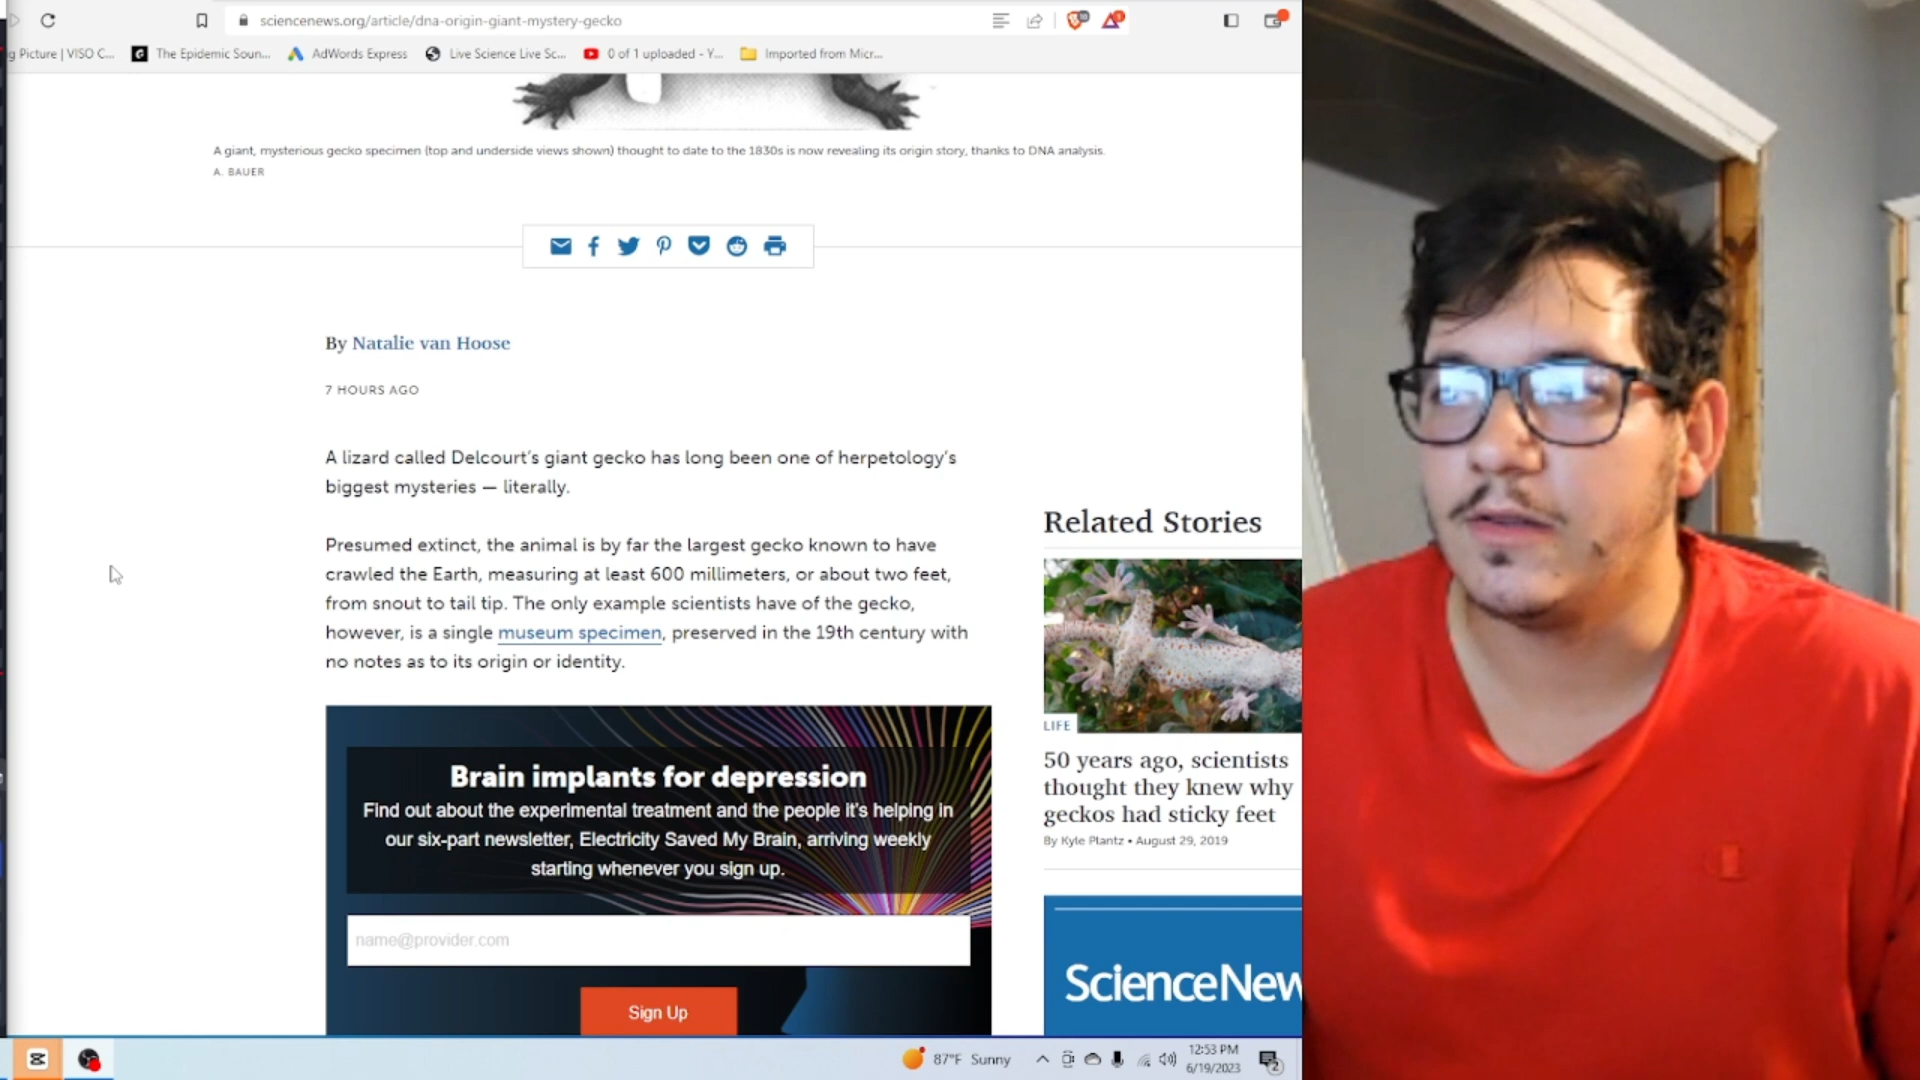 sciencenews.org/article/dna-origin-giant-mystery-gecko
g Picture | VISO C...
The Epidemic Soun...
AdWords Express
Live Science Live Sc...
0 of 1 uploaded - Y...
Imported from Micr...
A giant, mysterious gecko specimen (top and underside views shown) thought to date to the 1830s is now revealing its origin story, thanks to DNA analysis.
A. BAUER
By Natalie van Hoose
7 HOURS AGO
A lizard called Delcourt's giant gecko has long been one of herpetology's
biggest mysteries — literally.
Presumed extinct, the animal is by far the largest gecko known to have
crawled the Earth, measuring at least 600 millimeters, or about two feet,
from snout to tail tip. The only example scientists have of the gecko,
however, is a single museum specimen, preserved in the 19th century with
no notes as to its origin or identity.
Brain implants for depression
Find out about the experimental treatment and the people it's helping in
our six-part newsletter, Electricity Saved My Brain, arriving weekly
starting whenever you sign up.
name@provider.com
Sign Up
Related Stories
LIFE
50 years ago, scientists
thought they knew why
geckos had sticky feet
By Kyle Plantz • August 29, 2019
ScienceNew
87°F Sunny
12:53 PM
6/19/2023
2